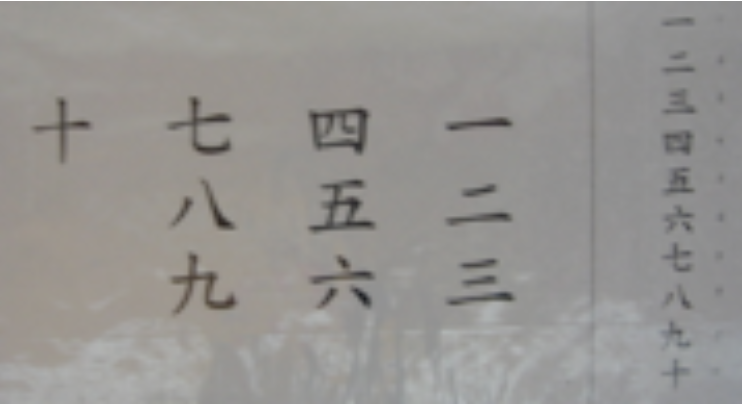 一二三四五六七八九十
一二三
四五六
七八九
十